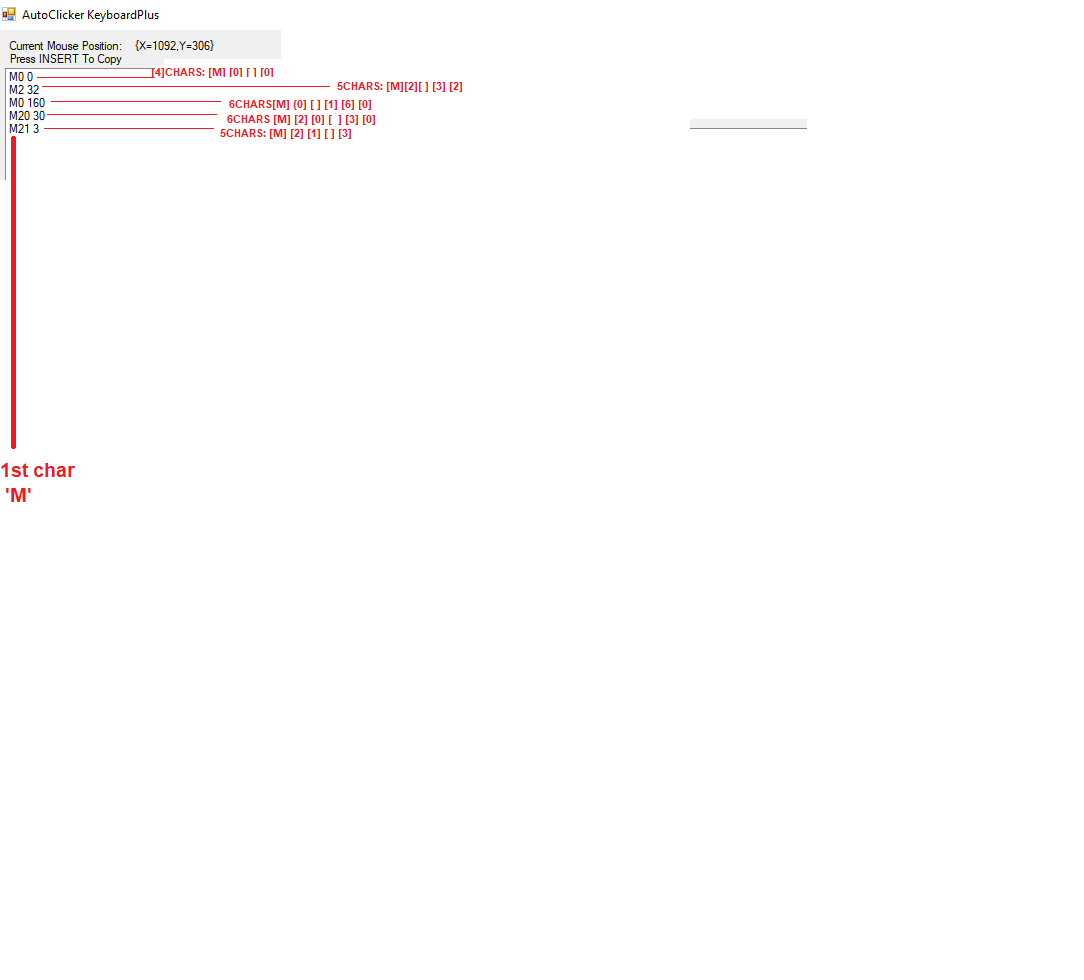 AutoClicker KeyboardPlus
Current Mouse Position: {X=1092,Y=306}
Press INSERT To Copy
M0 0 [4]CHARS: [M] [0] [ ] [0]
M2 32 5CHARS: [M][2][ ] [3] [2]
M0 160 6CHARS[M] {0] [ ] [1] [6] [0]
M20 30 6CHARS [M] [2] [0] [  ] [3] [0]
M21 3 5CHARS: [M] [2] [1] [ ] [3]
1st char
'M'